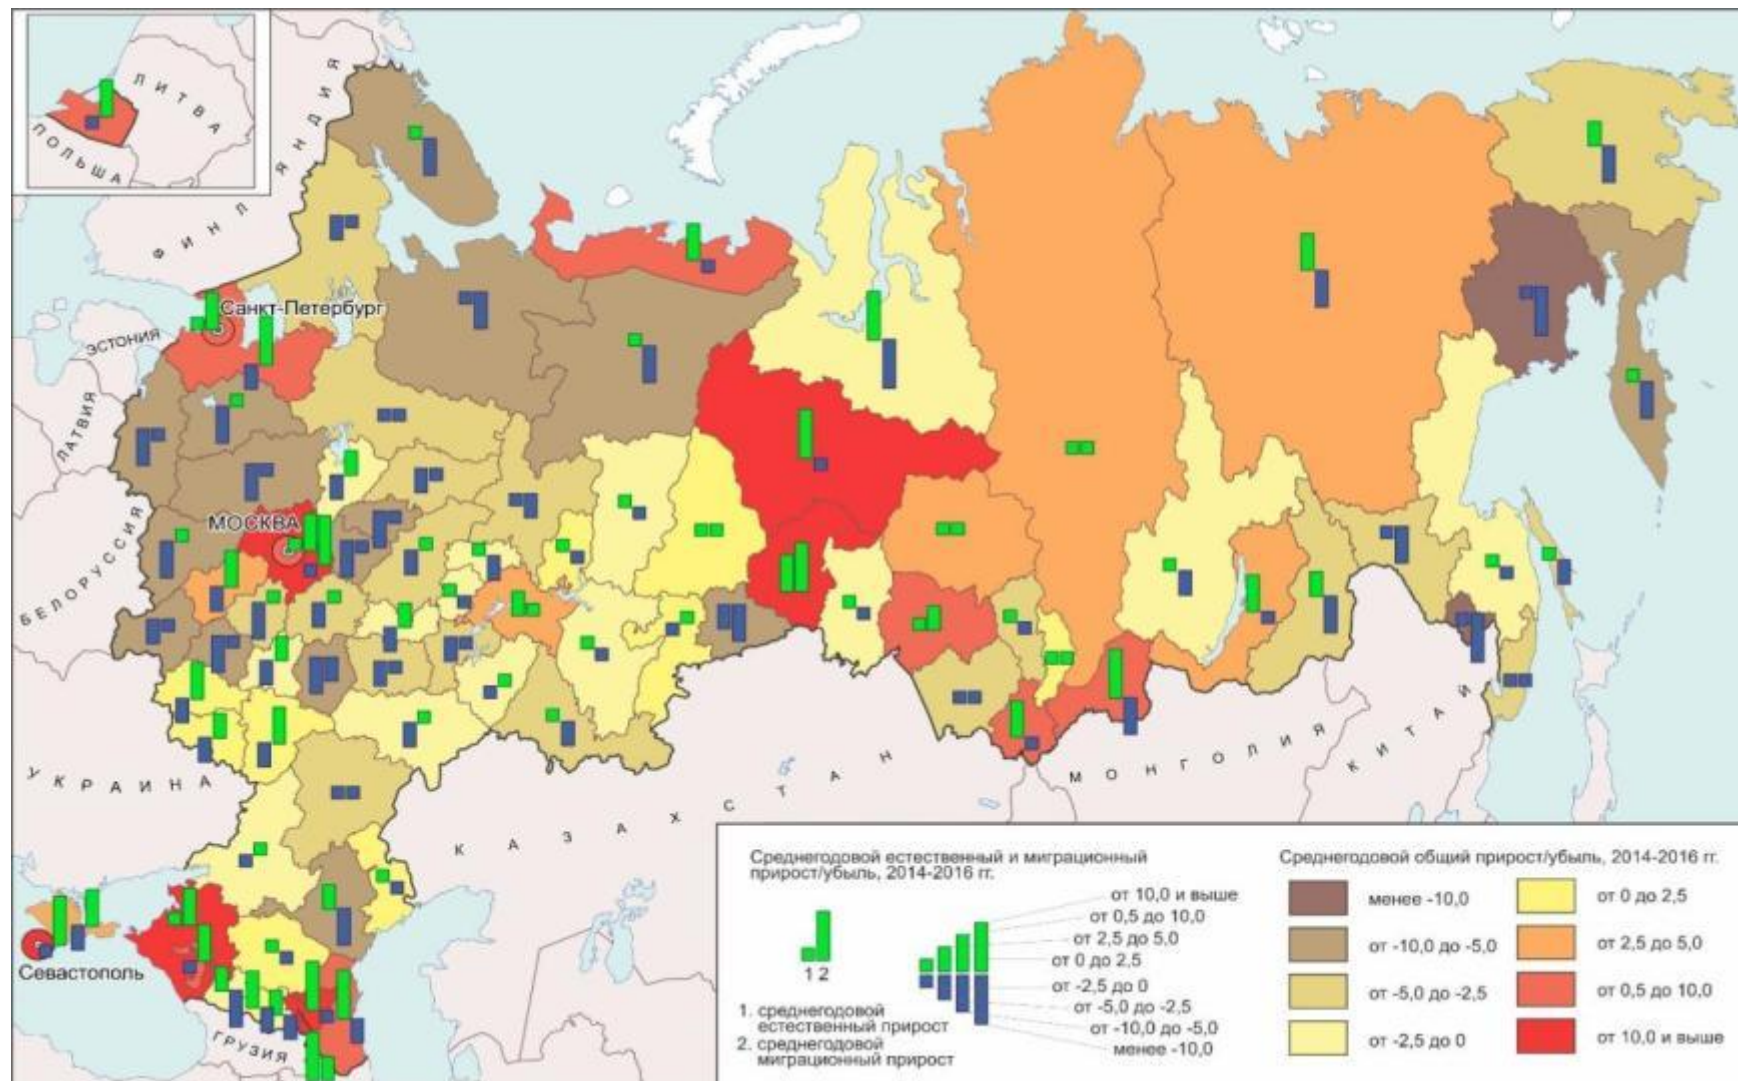 ЛИТВА
ПОЛЬША
ФИНЛЯНДИЯ
Санкт-Петербург
ЭСТОНИЯ
ЛАТВИЯ
МОСКВА
БЕЛОРУССИЯ
УКРАИНА
КАЗАХСТАН
МОНГОЛИЯ
КИТАЙ
Севастополь
ГРУЗИЯ
Среднегодовой естественный и миграционный
прирост/убыль, 2014-2016 гг.
от 10,0 и выше
от 0,5 до 10,0
от 2,5 до 5,0
от 0 до 2,5
от -2,5 до 0
от -5,0 до -2,5
от -10,0 до -5,0
менее -10,0
1 2
1. среднегодовой
естественный прирост
2. среднегодовой
миграционный прирост
Среднегодовой общий прирост/убыль, 2014-2016 гг.
менее -10,0
от -10,0 до -5,0
от -5,0 до -2,5
от -2,5 до 0
от 0 до 2,5
от 2,5 до 5,0
от 0,5 до 10,0
от 10,0 и выше